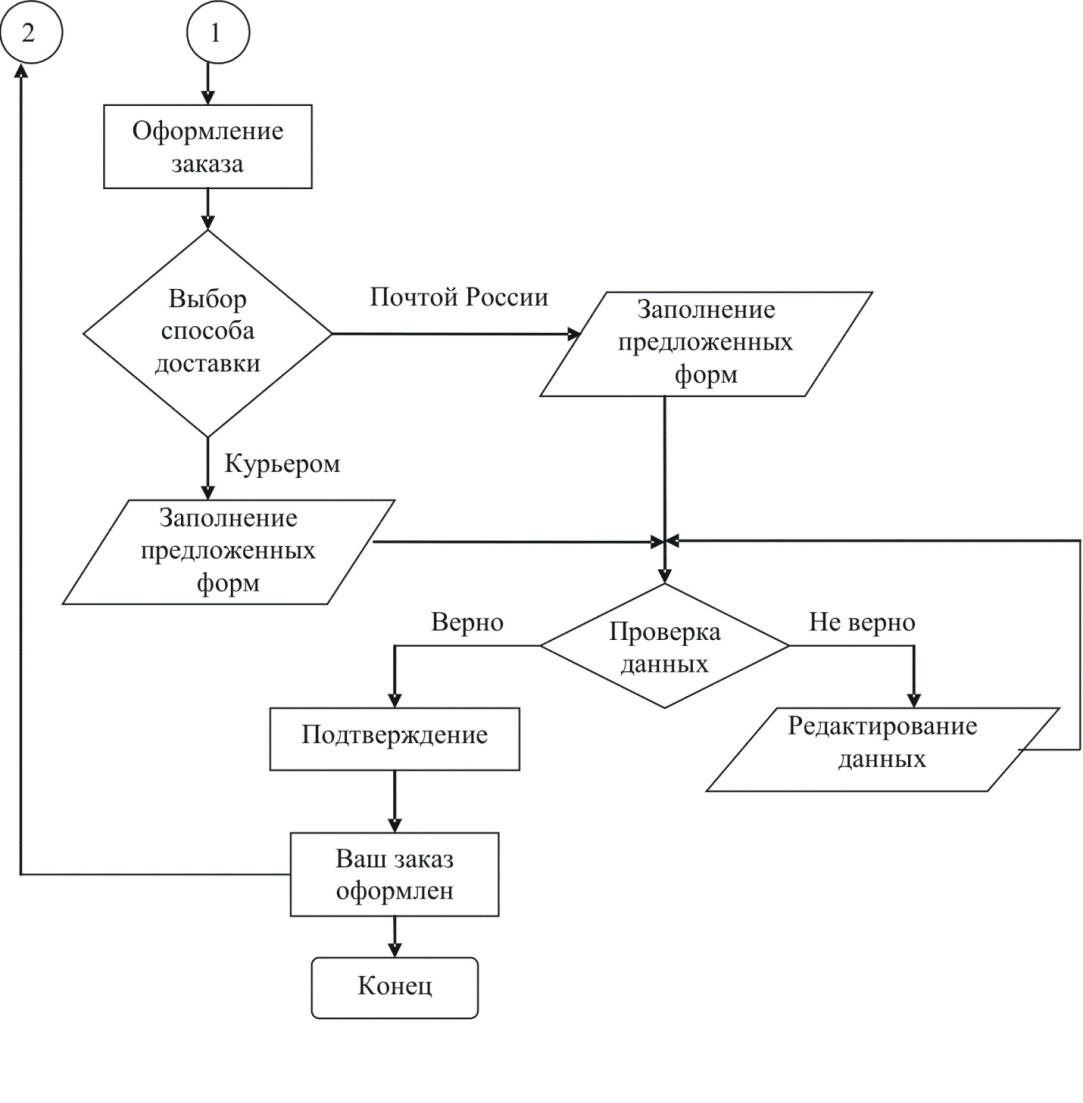 2
1
Оформление
заказа
Выбор
способа
доставки
Почтой России
Заполнение
предложенных
форм
Курьером
Заполнение
предложенных
форм
Верно
Проверка
данных
Не верно
Подтверждение
Редактирование
данных
Ваш заказ
оформлен
Конец